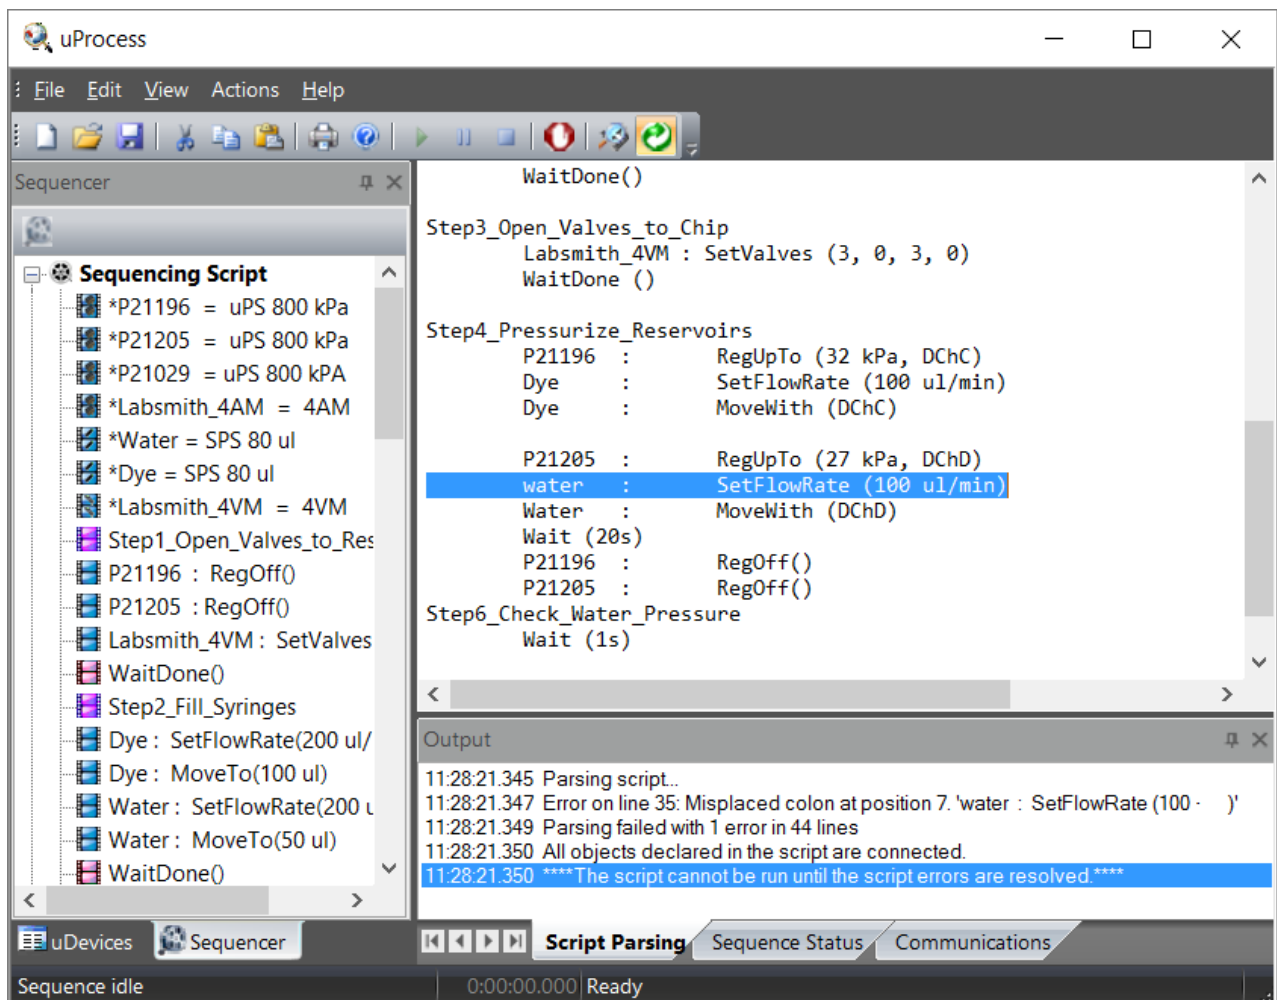 uProcess
File Edit View Actions Help
Sequencer
Sequencing Script
*P21196 = uPS 800 kPa
*P21205 = uPS 800 kPa
*P21029 = uPS 800 kPA
*Labsmith_4AM = 4AM
*Water = SPS 80 ul
*Dye = SPS 80 ul
*Labsmith_4VM = 4VM
Step1_Open_Valves_to_Res
P21196 : RegOff()
P21205 : RegOff()
Labsmith_4VM : SetValves
WaitDone()
Step2_Fill_Syringes
Dye : SetFlowRate(200 ul/
Dye : MoveTo(100 ul)
Water : SetFlowRate(200 u
Water : MoveTo(50 ul)
WaitDone()
uDevices Sequencer
WaitDone()
Step3_Open_Valves_to_Chip
Labsmith_4VM : SetValves (3, 0, 3, 0)
WaitDone ()
Step4_Pressurize_Reservoirs
P21196 : RegUpTo (32 kPa, DChC)
Dye : SetFlowRate (100 ul/min)
Dye : MoveWith (DChC)
P21205 : RegUpTo (27 kPa, DChD)
water : SetFlowRate (100 ul/min)
Water : MoveWith (DChD)
Wait (20s)
P21196 : RegOff()
P21205 : RegOff()
Step6_Check_Water_Pressure
Wait (1s)
Output
11:28:21.345 Parsing script...
11:28:21.347 Error on line 35: Misplaced colon at position 7. 'water : SetFlowRate (100 · )'
11:28:21.349 Parsing failed with 1 error in 44 lines
11:28:21.350 All objects declared in the script are connected.
11:28:21.350 ****The script cannot be run until the script errors are resolved.****
Script Parsing Sequence Status Communications
Sequence idle 0:00:00.000 Ready